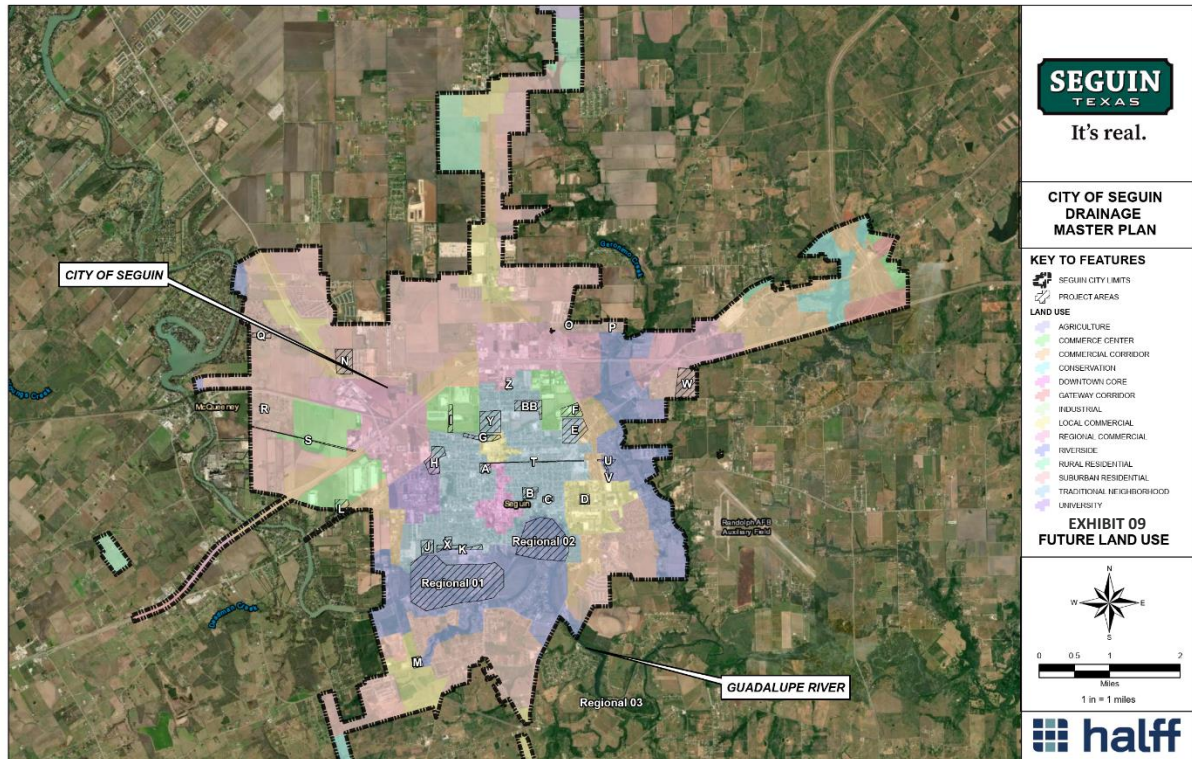 SEGUIN
TEXAS
It's real.
CITY OF SEGUIN
DRAINAGE
MASTER PLAN
KEY TO FEATURES
SEGUIN CITY LIMITS
PROJECT AREAS
LAND USE
AGRICULTURE
COMMERCE CENTER
COMMERCIAL CORRIDOR
CONSERVATION
DOWNTOWN CORE
GATEWAY CORRIDOR
INDUSTRIAL
LOCAL COMMERCIAL
REGIONAL COMMERCIAL
RIVERSIDE
RURAL RESIDENTIAL
SUBURBAN RESIDENTIAL
TRADITIONAL NEIGHBORHOOD
UNIVERSITY
EXHIBIT 09
FUTURE LAND USE
N
W E
S
0 0.5 1 2
Miles
1 in = 1 miles
halff
CITY OF SEGUIN
O
P
Q
N
Z
W
McQueeney
R
I
Y
BB
F
E
G
S
H
A
T
U
V
B
C
D
Seguin
L
Randolph AFB
Auxiliary Field
J
X
K
Regional 02
Regional 01
M
GUADALUPE RIVER
Regional 03